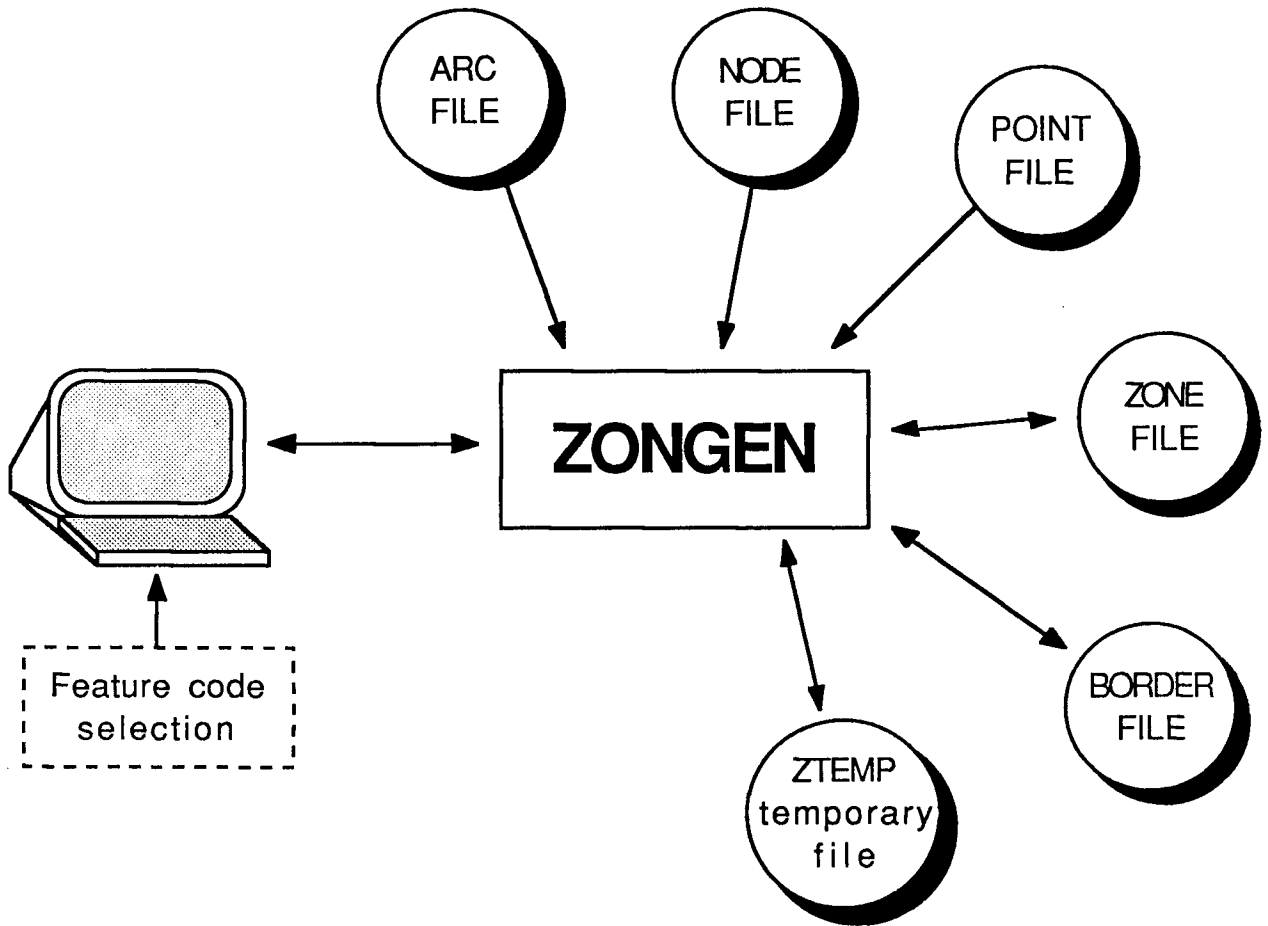 ARC
FILE
NODE
FILE
POINT
FILE
ZONE
FILE
ZONGEN
Feature code
selection
BORDER
FILE
ZTEMP
temporary
file